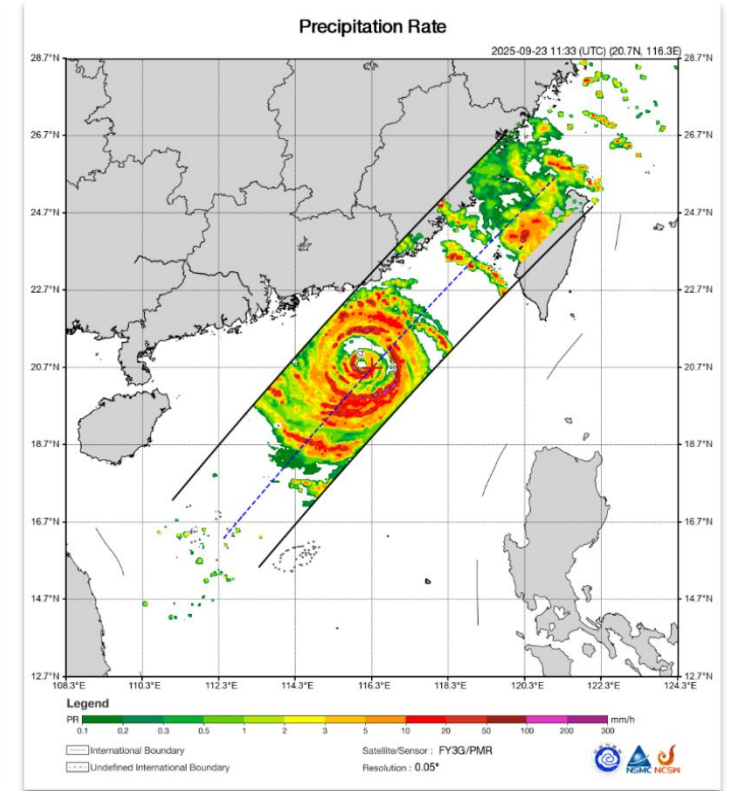 Precipitation Rate
2025-09-23 11:33 (UTC) (20.7N, 116.3E)
28.7°N 28.7°N
26.7°N 26.7°N
24.7°N 24.7°N
22.7°N 22.7°N
20.7°N 20.7°N
18.7°N 18.7°N
16.7°N 16.7°N
14.7°N 14.7°N
12.7°N 12.7°N
108.3°E 110.3°E 112.3°E 114.3°E 116.3°E 118.3°E 120.3°E 122.3°E 124.3°E
Legend
PR mm/h
0.1 0.2 0.3 0.5 1 2 3 5 10 20 50 100 200 300
International Boundary Satellite/Sensor : FY3G/PMR
Undefined International Boundary Resolution : 0.05°
NSMC NCSW